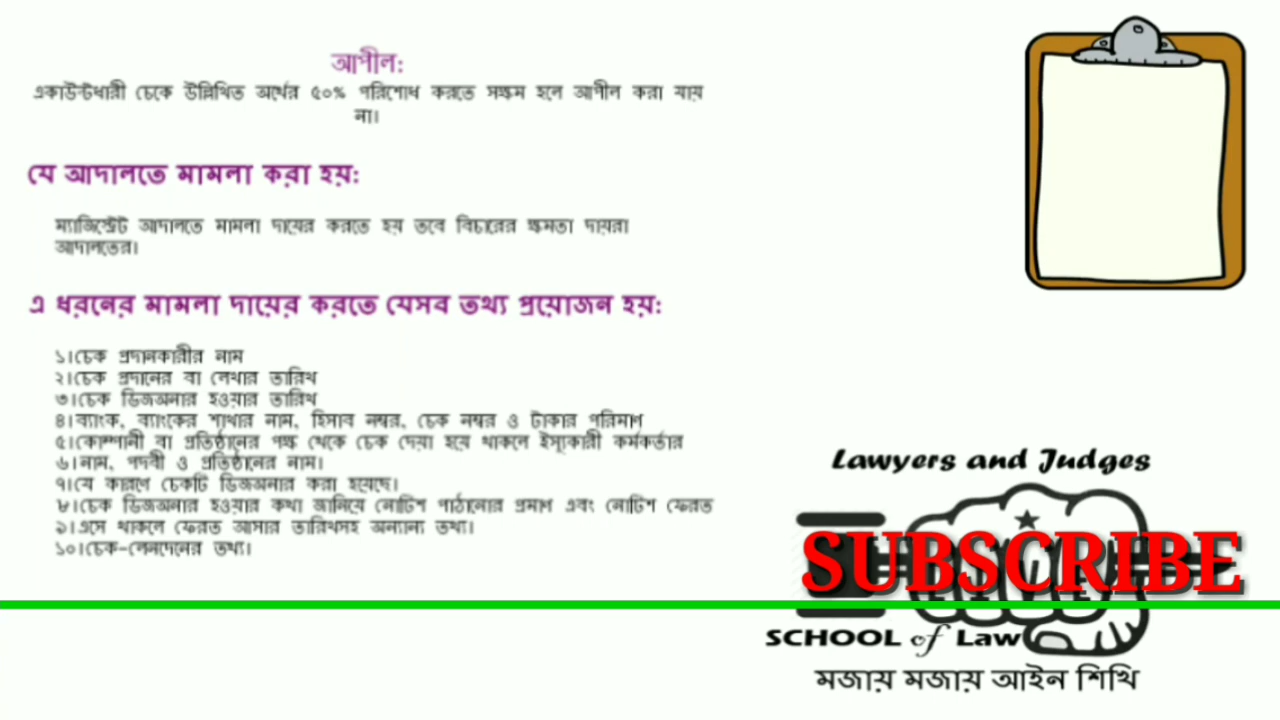 আপীল:
একাউন্টধারী চেকে উল্লিখিত অর্থের ৫০% পরিশোধ করতে সক্ষম হলে আপীল করা যায়
না।
যে আদালতে মামলা করা হয়:
ম্যাজিস্ট্রেট আদালতে মামলা দায়ের করতে হয় তবে বিচারের ক্ষমতা দায়রা
আদালতের।
এ ধরনের মামলা দায়ের করতে যেসব তথ্য প্রয়োজন হয়:
১।চেক প্রদানকারীর নাম
২।চেক প্রদানের বা লেখার তারিখ
৩।চেক ডিজঅনার হওয়ার তারিখ
৪।ব্যাংক, ব্যাংকের শাখার নাম, হিসাব নম্বর, চেক নম্বর ও টাকার পরিমাণ
৫।কোম্পানী বা প্রতিষ্ঠানের পক্ষ থেকে চেক দেয়া হয়ে থাকলে ইস্যুকারী কর্মকর্তার
৬।নাম, পদবী ও প্রতিষ্ঠানের নাম।
৭।যে কারণে চেকটি ডিজঅনার করা হয়েছে।
৮।চেক ডিজঅনার হওয়ার কথা জানিয়ে নোটিশ পাঠানোর প্রমাণ এবং নোটিশ ফেরত
৯।এসে থাকলে ফেরত আসার তারিখসহ অন্যান্য তথ্য।
১০।চেক-লেনদেনের তথ্য।
Lawyers and Judges
SUBSCRIBE
SCHOOL of Law
মজায় মজায় আইন শিখি